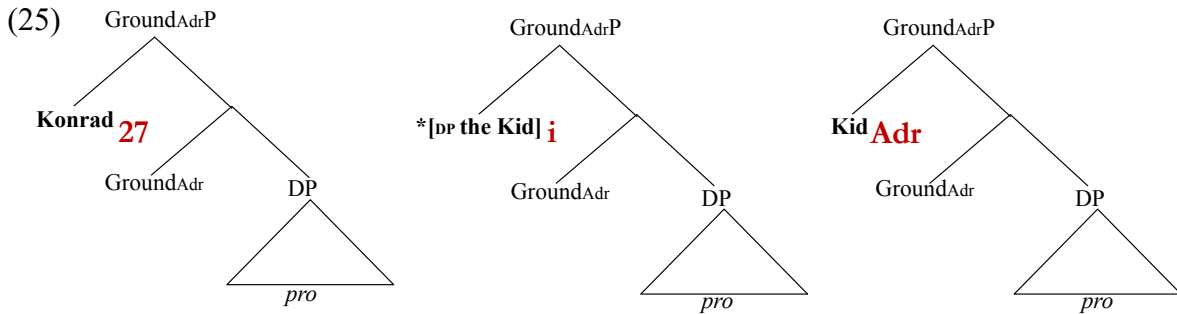 (25)
GroundAdrP GroundAdrP GroundAdrP
Konrad 27 *[DP the Kid] i Kid Adr
GroundAdr GroundAdr GroundAdr
DP DP DP
pro pro pro